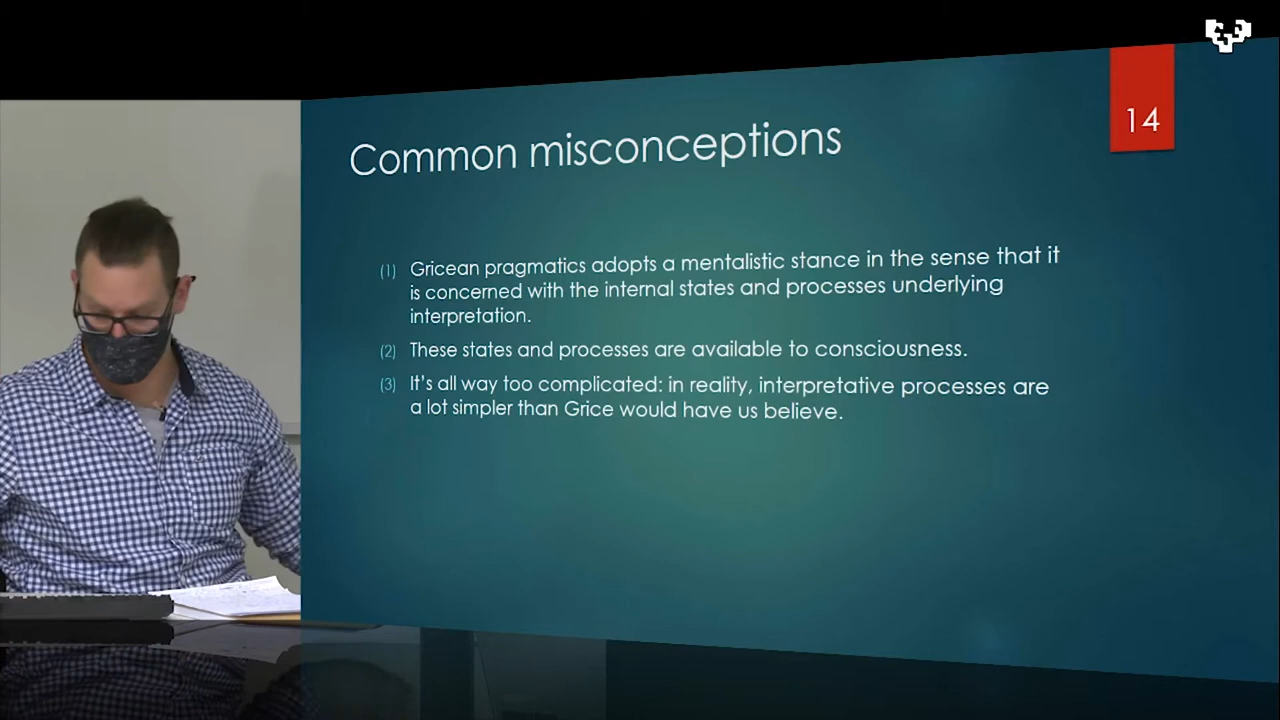 14
Common misconceptions
(1) Gricean pragmatics adopts a mentalistic stance in the sense that it
is concerned with the internal states and processes underlying
interpretation.
(2) These states and processes are available to consciousness.
(3) It's all way too complicated: in reality, interpretative processes are
a lot simpler than Grice would have us believe.